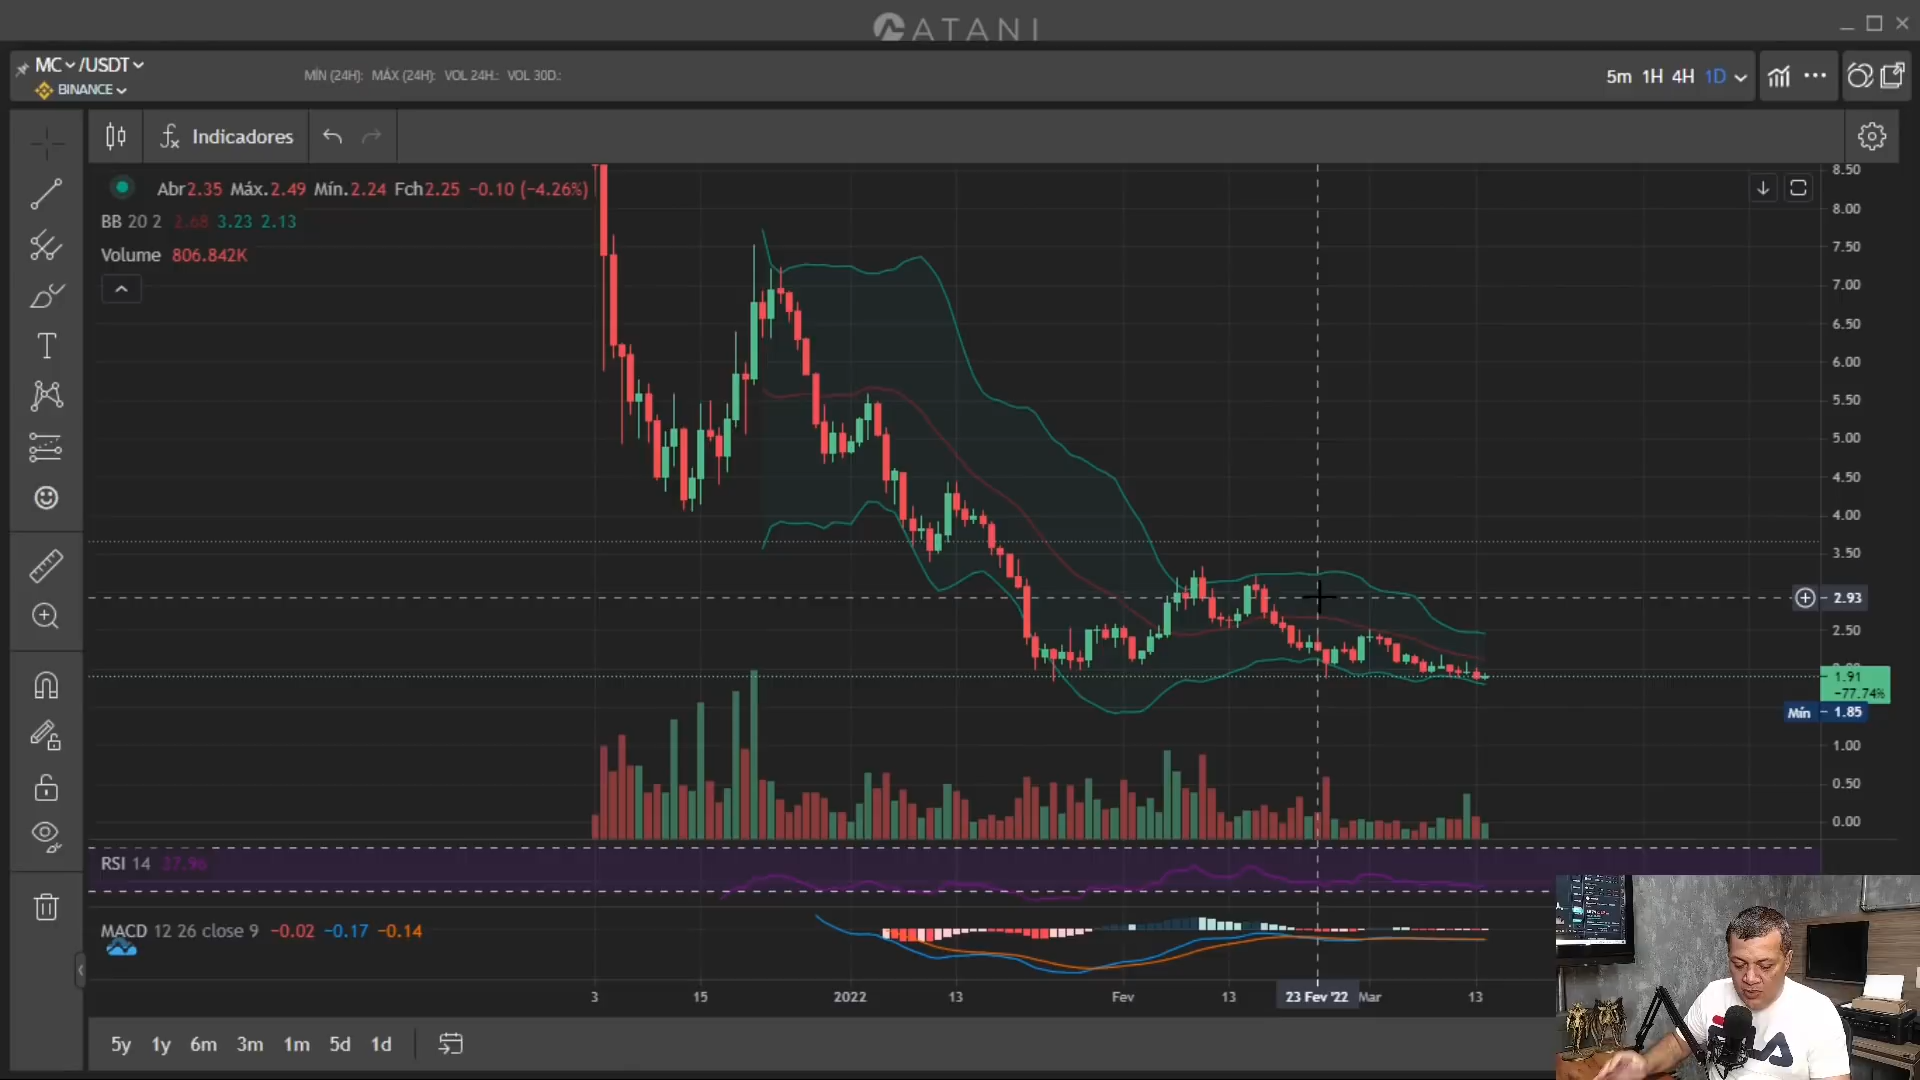 ATANI
MC /USDT
BINANCE
MÍN (24H): MÁX (24H): VOL 24H.: VOL 30D.:
5m 1H 4H 1D
Indicadores
Abr2.35 Máx.2.49 Mín.2.24 Fch2.25 −0.10 (−4.26%)
BB 20 2 2.68 3.23 2.13
Volume 806.842K
8.50
8.00
7.50
7.00
6.50
6.00
5.50
5.00
4.50
4.00
3.50
2.93
2.50
1.91
−77.74%
Mín 1.85
1.00
0.50
0.00
RSI 14 37.96
MACD 12 26 close 9 −0.02 −0.17 −0.14
3 15 2022 13 Fev 13 23 Fev '22 Mar 13
5y 1y 6m 3m 1m 5d 1d